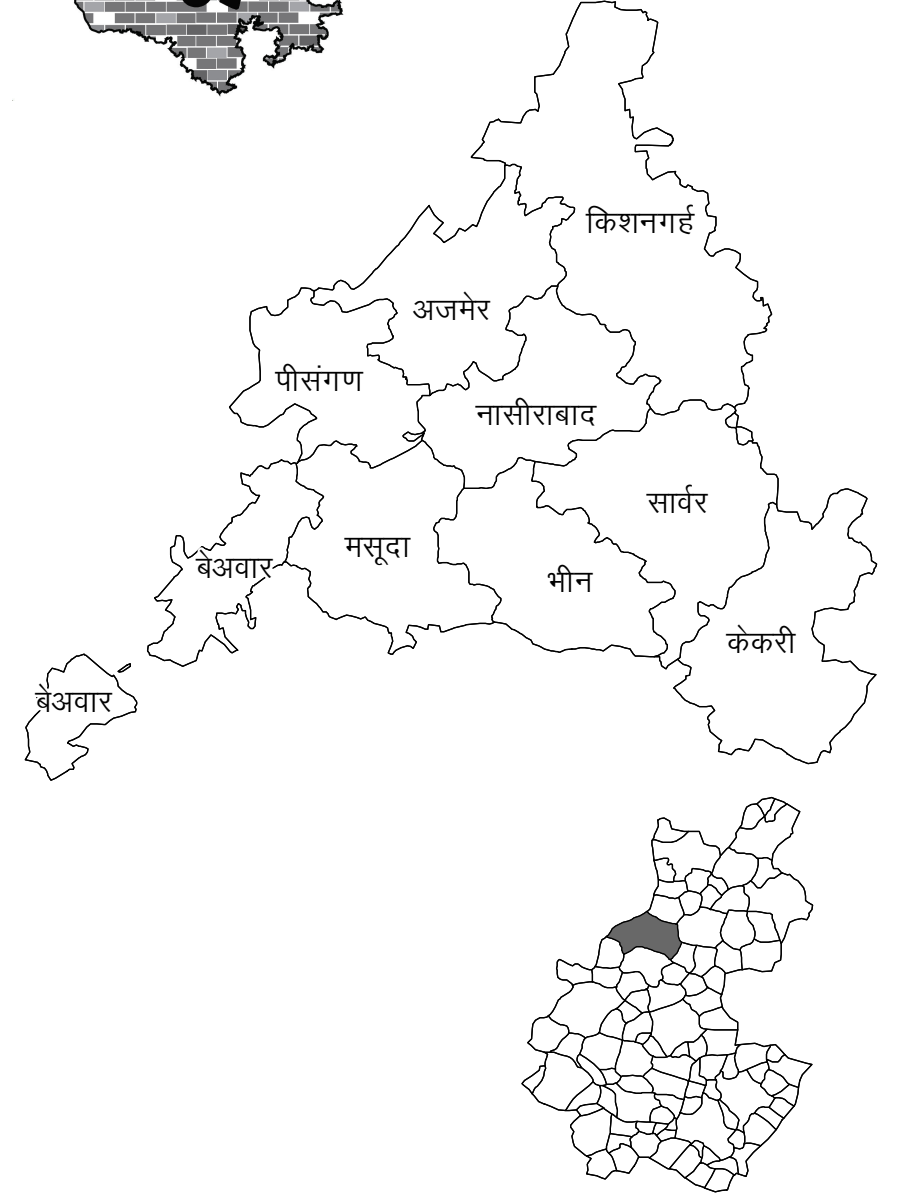 किशनगर्ह
अजमेर
पीसंगण
नासीराबाद
सार्वर
मसूदा
बेअवार
भीन
केकरी
बेअवार